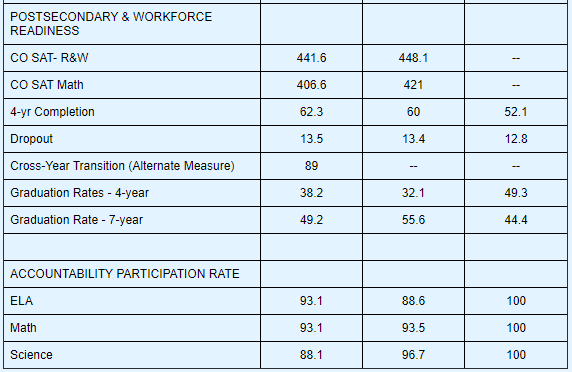 POSTSECONDARY & WORKFORCE
READINESS
CO SAT- R&W 441.6 448.1 --
CO SAT Math 406.6 421 --
4-yr Completion 62.3 60 52.1
Dropout 13.5 13.4 12.8
Cross-Year Transition (Alternate Measure) 89 -- --
Graduation Rates - 4-year 38.2 32.1 49.3
Graduation Rate - 7-year 49.2 55.6 44.4
ACCOUNTABILITY PARTICIPATION RATE
ELA 93.1 88.6 100
Math 93.1 93.5 100
Science 88.1 96.7 100